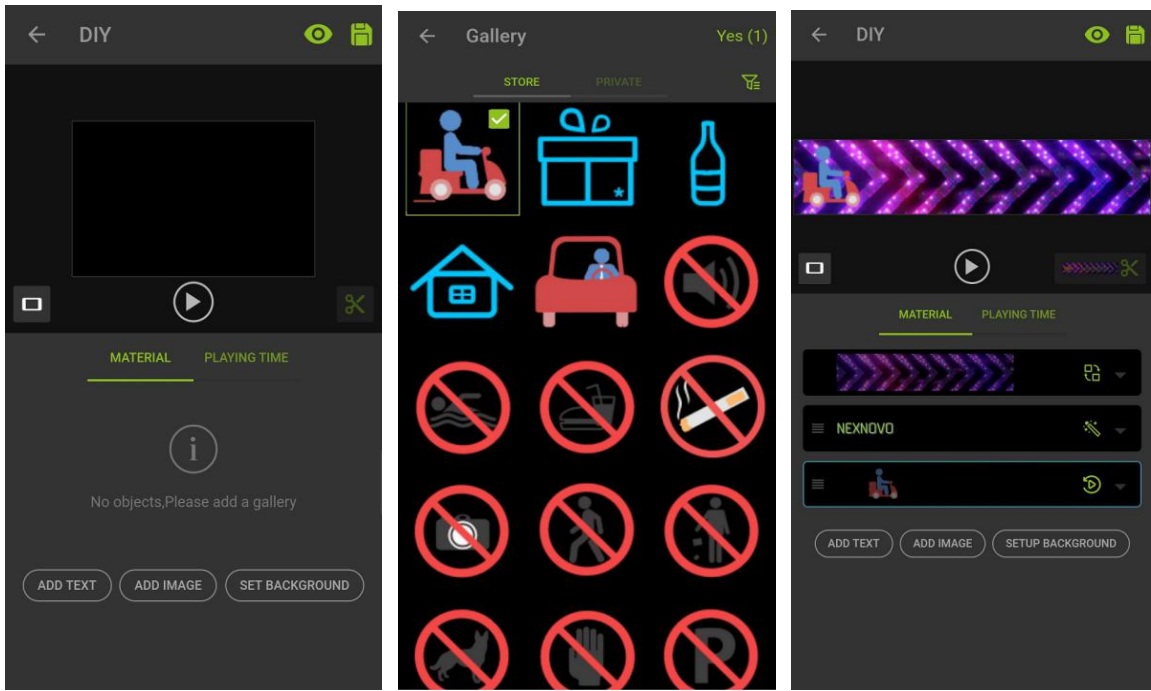 DIY
MATERIAL PLAYING TIME
i
No objects,Please add a gallery
ADD TEXT ADD IMAGE SET BACKGROUND
Gallery Yes (1)
STORE PRIVATE
P
DIY
MATERIAL PLAYING TIME
NEXNOVO
ADD TEXT ADD IMAGE SETUP BACKGROUND